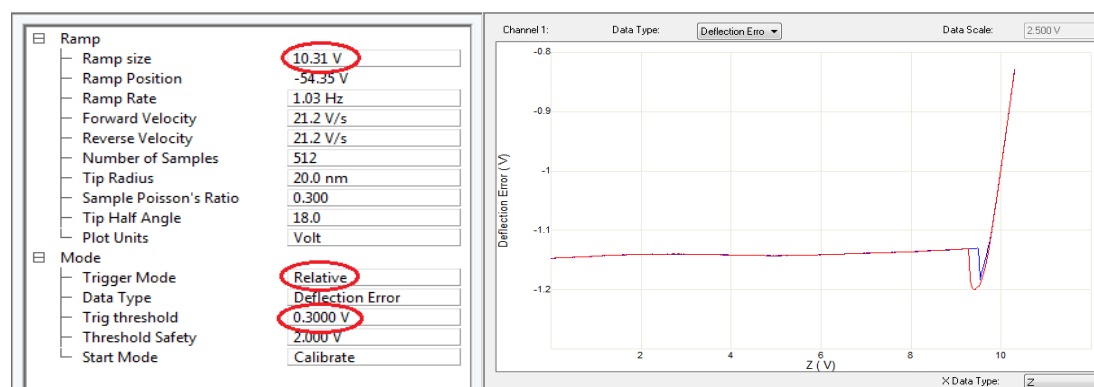 Ramp
Ramp size 10.31 V
Ramp Position -54.35 V
Ramp Rate 1.03 Hz
Forward Velocity 21.2 V/s
Reverse Velocity 21.2 V/s
Number of Samples 512
Tip Radius 20.0 nm
Sample Poisson's Ratio 0.300
Tip Half Angle 18.0
Plot Units Volt
Mode
Trigger Mode Relative
Data Type Deflection Error
Trig threshold 0.3000 V
Threshold Safety 2.000 V
Start Mode Calibrate
Channel 1: Data Type: Deflection Erro Data Scale: 2.500 V
-0.8
-0.9
-1
-1.1
-1.2
Deflection Error ( V )
2 4 6 8 10
Z ( V )
X Data Type: Z